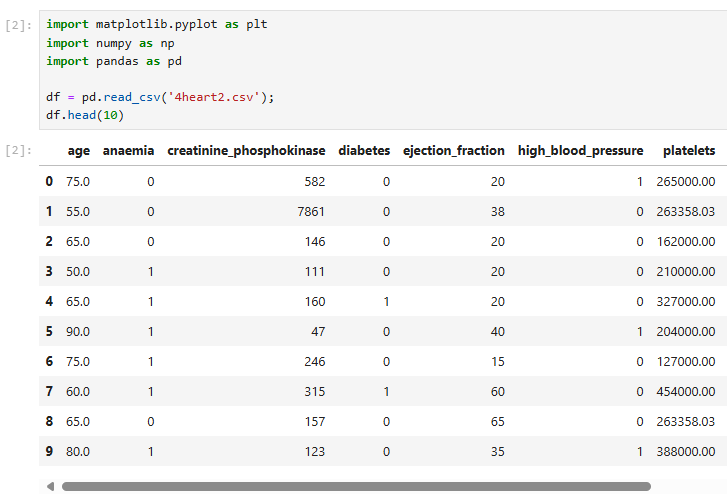 [2]: import matplotlib.pyplot as plt
import numpy as np
import pandas as pd
df = pd.read_csv('4heart2.csv');
df.head(10)
[2]: age anaemia creatinine_phosphokinase diabetes ejection_fraction high_blood_pressure platelets
0 75.0 0 582 0 20 1 265000.00
1 55.0 0 7861 0 38 0 263358.03
2 65.0 0 146 0 20 0 162000.00
3 50.0 1 111 0 20 0 210000.00
4 65.0 1 160 1 20 0 327000.00
5 90.0 1 47 0 40 1 204000.00
6 75.0 1 246 0 15 0 127000.00
7 60.0 1 315 1 60 0 454000.00
8 65.0 0 157 0 65 0 263358.03
9 80.0 1 123 0 35 1 388000.00